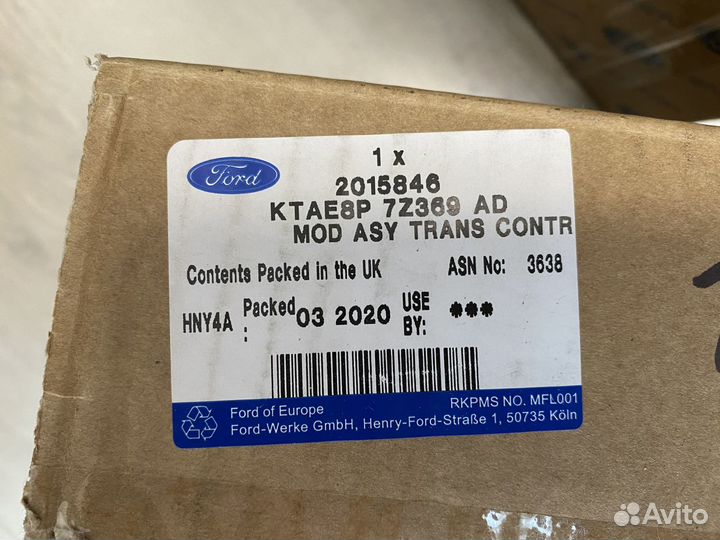 Ford
1 x
2015846
KTAE8P 7Z369 AD
MOD ASY TRANS CONTR
Contents Packed in the UK ASN No: 3638
HNY4A Packed : 03 2020 USE BY: ***
RKPMS NO. MFL001
Ford of Europe
Ford-Werke GmbH, Henry-Ford-Straße 1, 50735 Köln
Avito